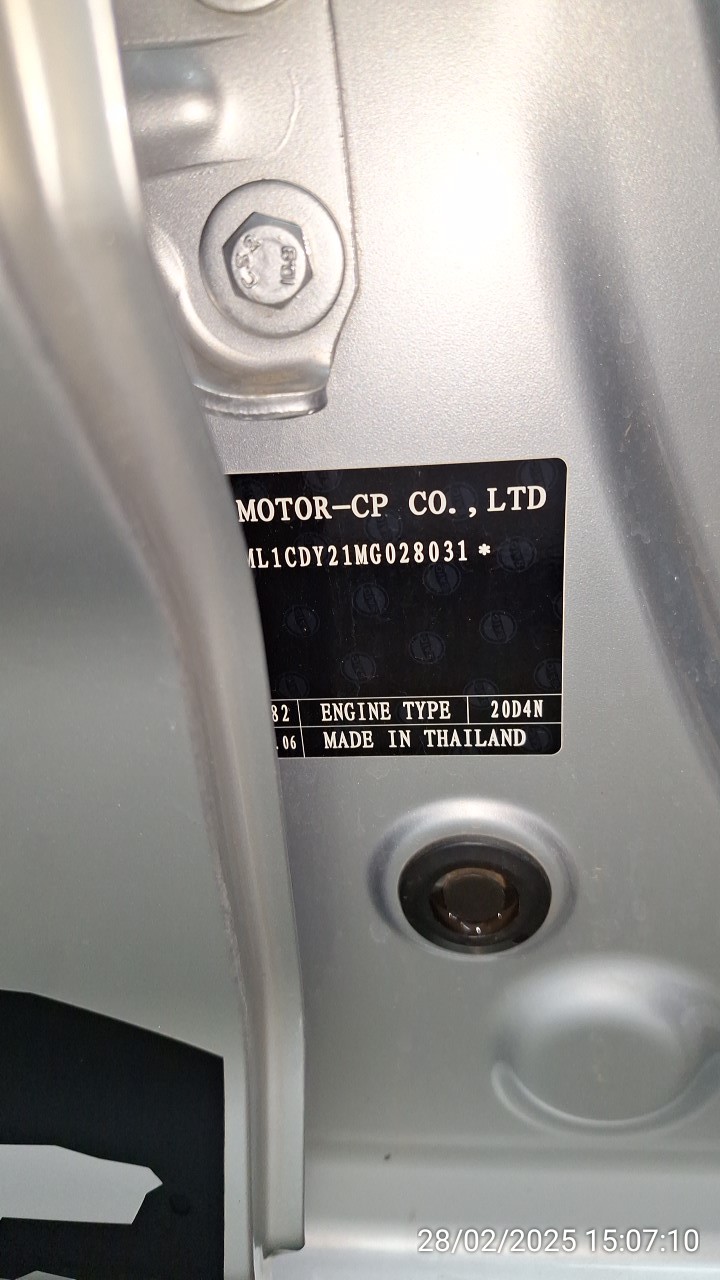 MOTOR-CP CO.,LTD
ML1CDY21MG028031 *
82 ENGINE TYPE 20D4N
.06 MADE IN THAILAND
28/02/2025 15:07:10